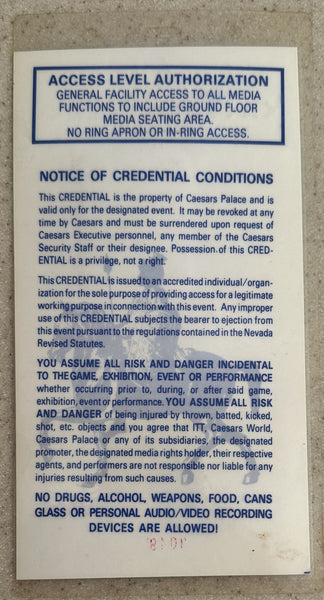 ACCESS LEVEL AUTHORIZATION
GENERAL FACILITY ACCESS TO ALL MEDIA
FUNCTIONS TO INCLUDE GROUND FLOOR
MEDIA SEATING AREA.
NO RING APRON OR IN-RING ACCESS.
NOTICE OF CREDENTIAL CONDITIONS
This CREDENTIAL is the property of Caesars Palace and is
valid only for the designated event. It may be revoked at any
time by Caesars and must be surrendered upon request of
Caesars Executive personnel, any member of the Caesars
Security Staff or their designee. Possession of this CRED-
ENTIAL is a privilege, not a right.
This CREDENTIAL is issued to an accredited individual/organ-
ization for the sole purpose of providing access for a legitimate
working purpose in connection with this event. Any improper
use of this CREDENTIAL subjects the bearer to ejection from
this event pursuant to the regulations contained in the Nevada
Revised Statutes.
YOU ASSUME ALL RISK AND DANGER INCIDENTAL
TO THE GAME, EXHIBITION, EVENT OR PERFORMANCE
whether occurring prior to, during, or after said game,
exhibition, event or performance. YOU ASSUME ALL RISK
AND DANGER of being injured by thrown, batted, kicked,
shot, etc. objects and you agree that ITT, Caesars World,
Caesars Palace or any of its subsidiaries, the designated
promoter, the designated media rights holder, their respective
agents, and performers are not responsible nor liable for any
injuries resulting from such causes.
NO DRUGS, ALCOHOL, WEAPONS, FOOD, CANS
GLASS OR PERSONAL AUDIO/VIDEO RECORDING
DEVICES ARE ALLOWED!